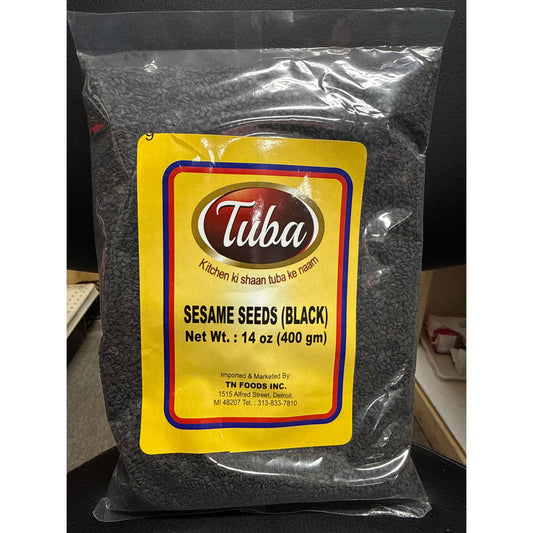 g
Tuba
Kitchen ki shaan tuba ke naam
SESAME SEEDS (BLACK)
Net Wt. : 14 oz (400 gm)
Imported & Marketed By:
TN FOODS INC.
1515 Alfred Street, Detroit,
MI 48207 Tel. : 313-833-7810